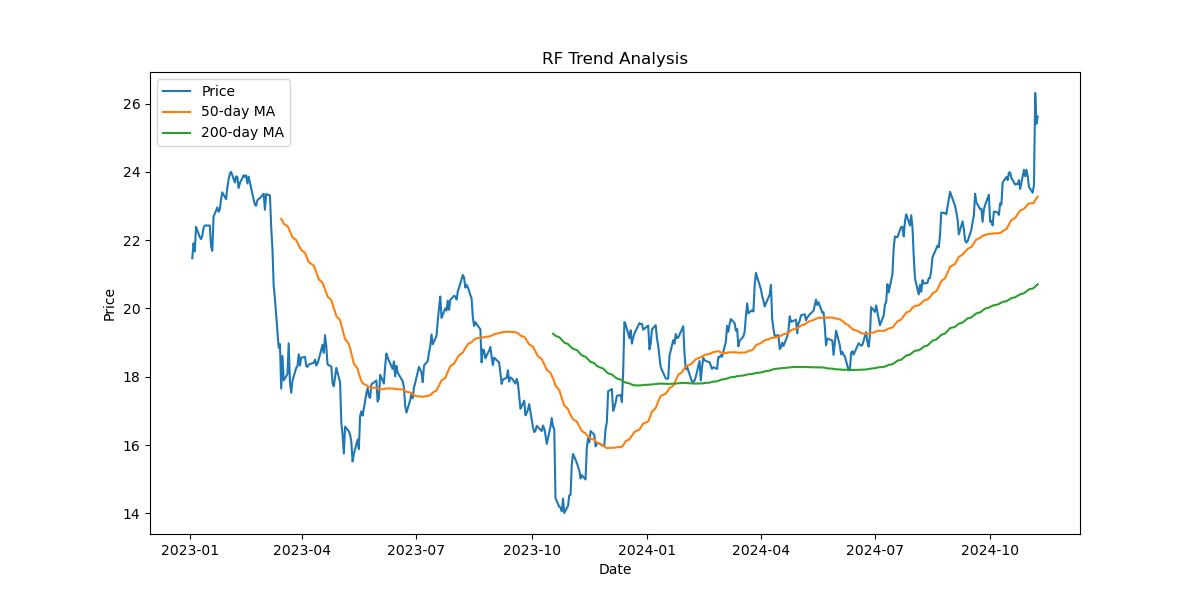 RF Trend Analysis
Price
50-day MA
200-day MA
26
24
22
20
18
16
14
Price
2023-01 2023-04 2023-07 2023-10 2024-01 2024-04 2024-07 2024-10
Date